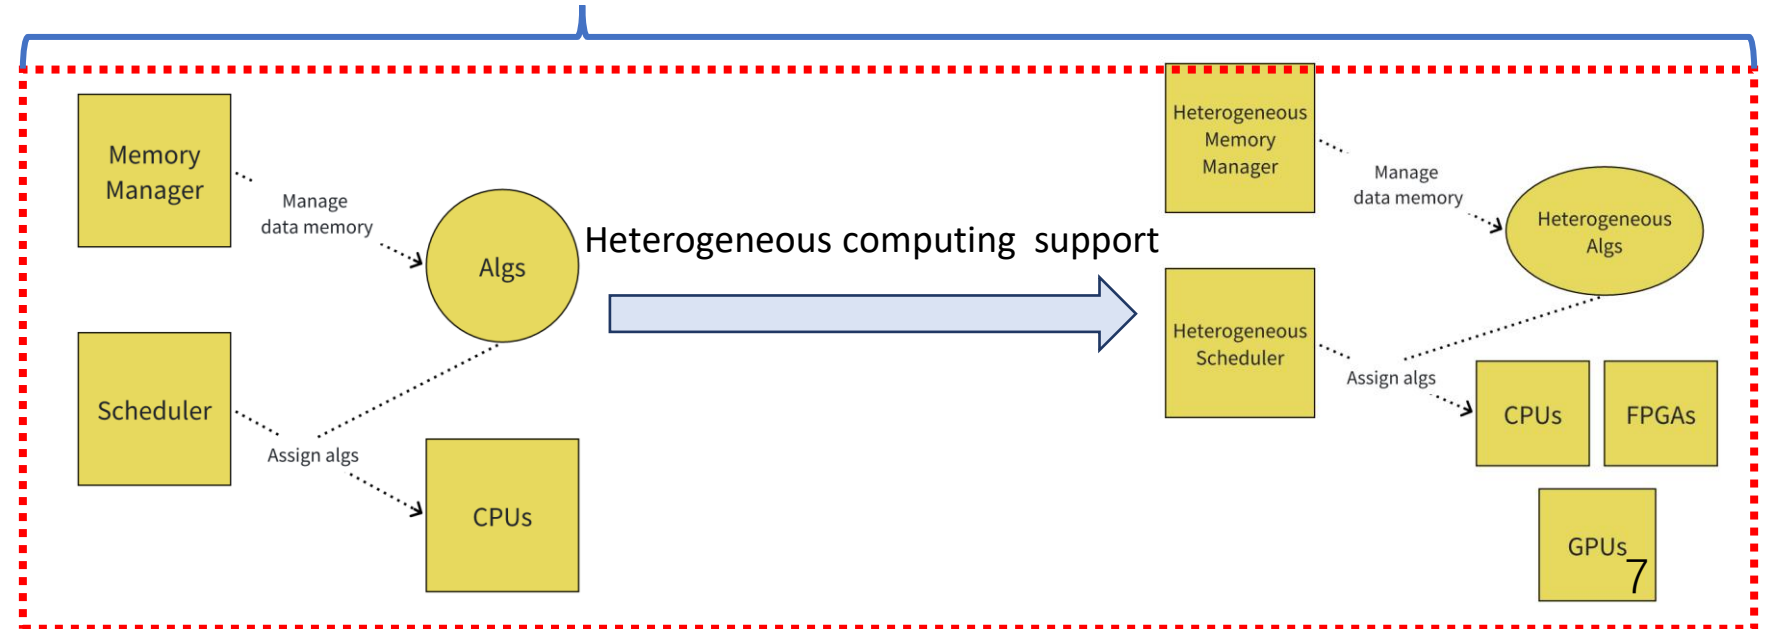 Memory
Manager
Manage
data memory
Algs
Scheduler
Assign algs
CPUs
Heterogeneous computing  support
Heterogeneous
Memory
Manager
Manage
data memory
Heterogeneous
Algs
Heterogeneous
Scheduler
Assign algs
CPUs
FPGAs
GPUs
7